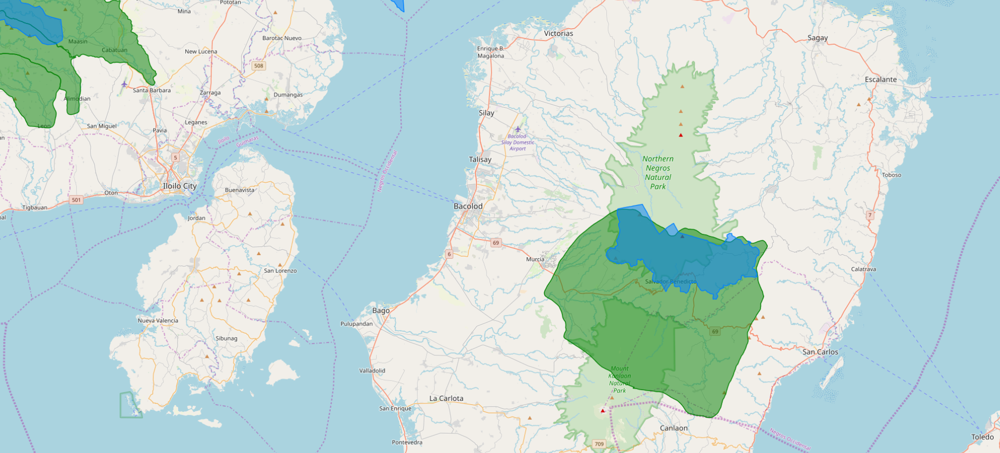 Pototan
Mina
Barotac Nuevo
Maasin
Cabatuan
New Lucena
508
Santa Barbara
Zarraga
Dumangas
Alimodian
Leon
San Miguel
Pavia
Leganes
Iloilo
Guimaras
5
Iloilo City
Oton
501
Tigbauan
Buenavista
Jordan
San Lorenzo
Nueva Valencia
Sibunag
Negros Occidental
Victorias
Enrique B.
Magalona
Sagay
Escalante
Silay
Bacolod-
Silay Domestic
Airport
Talisay
Northern
Negros
Natural
Park
Toboso
Bacolod
7
69
6
Murcia
Calatrava
Salvador Benedicto
Bago
Pulupandan
69
San Carlos
Valladolid
Mount
Kanlaon
Natural
Park
La Carlota
San Enrique
Canlaon
Negros Occidental
Toledo
Pontevedra
709